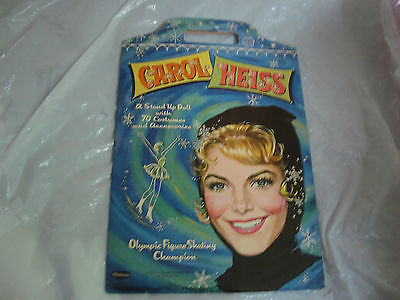 CAROL HEISS
A Stand Up Doll
with
70 Costumes
and Accessories
Olympic Figure Skating
Champion